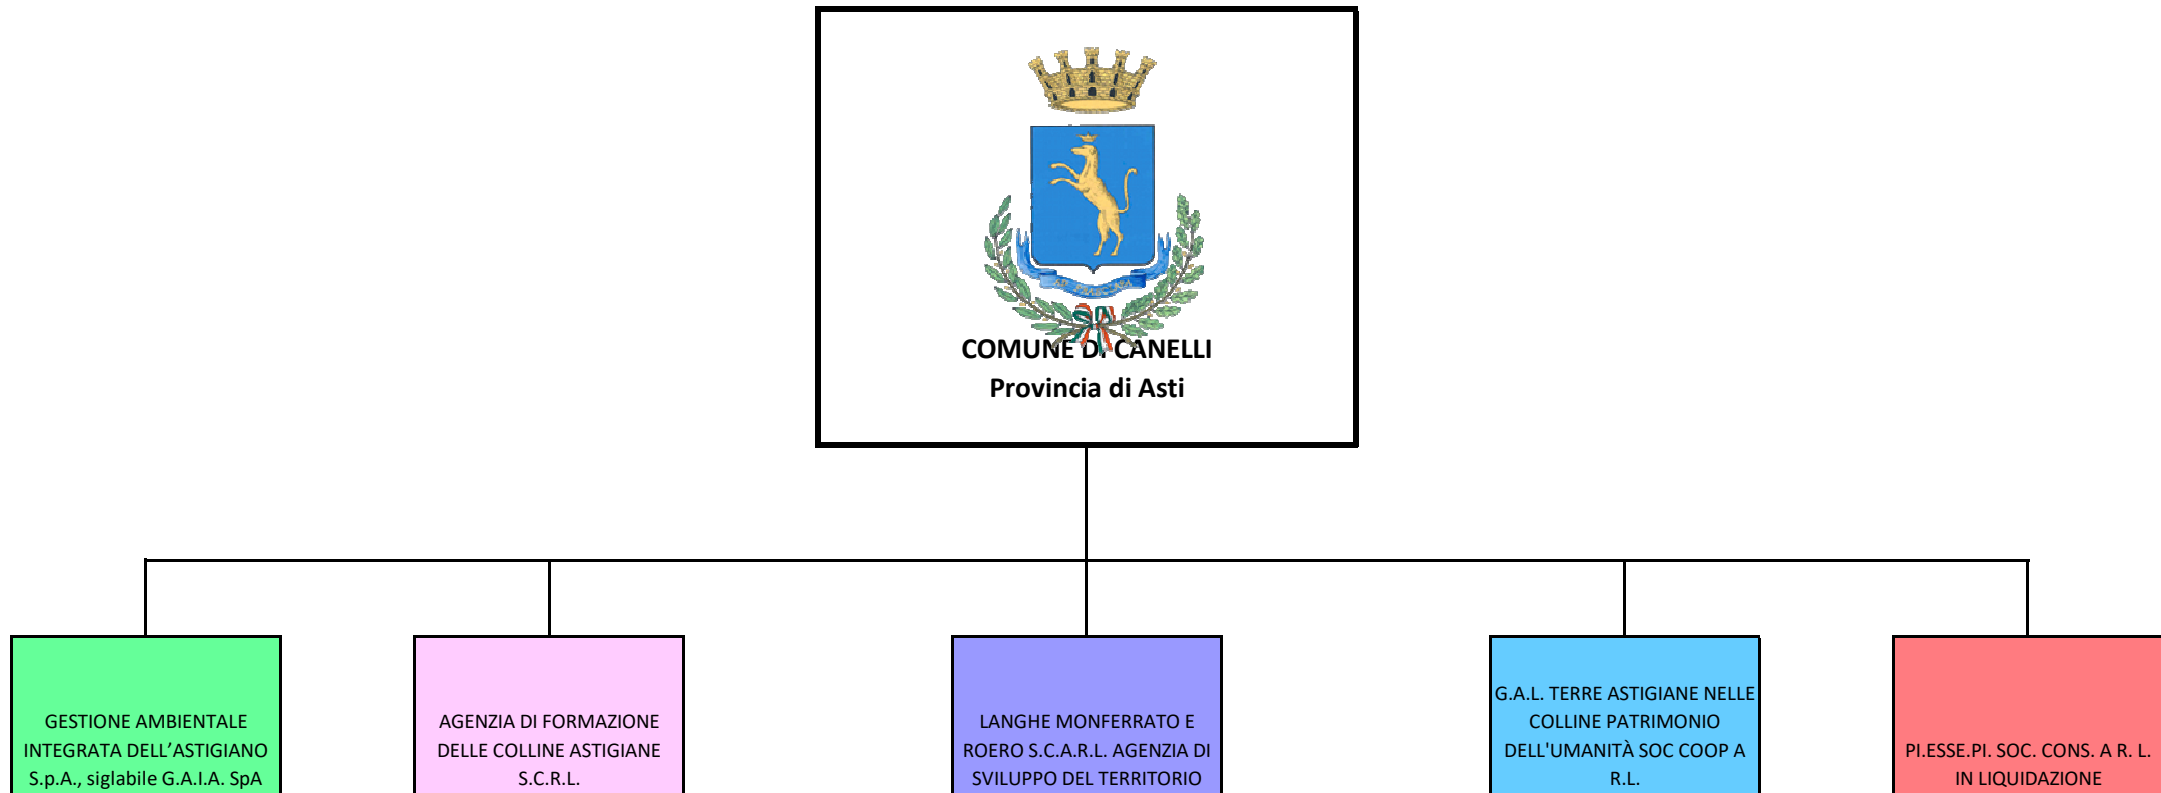 COMUNE DI CANELLI
Provincia di Asti
GESTIONE AMBIENTALE
INTEGRATA DELL’ASTIGIANO
S.p.A., siglabile G.A.I.A. SpA
AGENZIA DI FORMAZIONE
DELLE COLLINE ASTIGIANE
S.C.R.L.
LANGHE MONFERRATO E
ROERO S.C.A.R.L. AGENZIA DI
SVILUPPO DEL TERRITORIO
G.A.L. TERRE ASTIGIANE NELLE
COLLINE PATRIMONIO
DELL'UMANITÀ SOC COOP A
R.L.
PI.ESSE.PI. SOC. CONS. A R. L.
IN LIQUIDAZIONE